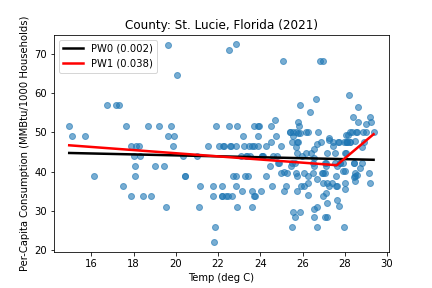 County: St. Lucie, Florida (2021)
PW0 (0.002)
PW1 (0.038)
Per-Capita Consumption (MMBtu/1000 Households)
70
60
50
40
30
20
16 18 20 22 24 26 28 30
Temp (deg C)